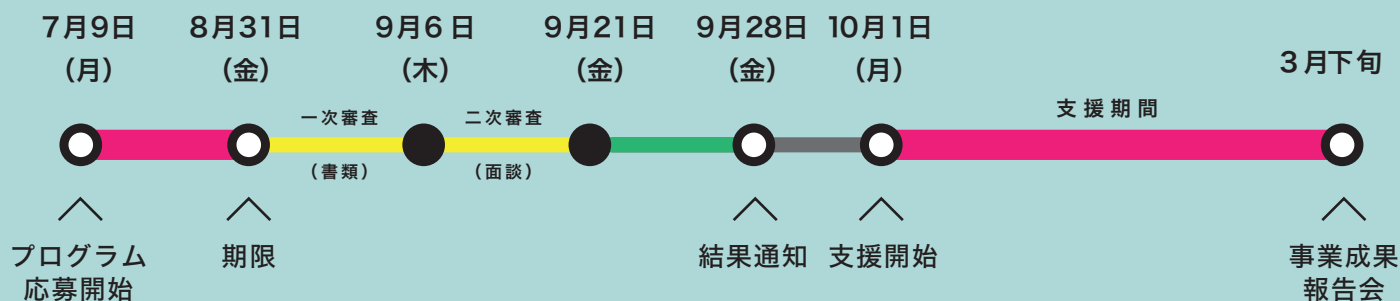 7月9日
(月)
8月31日
(金)
9月6日
(木)
9月21日
(金)
9月28日
(金)
10月1日
(月)
3月下旬
一次審査
(書類)
二次審査
(面談)
支援期間
プログラム
応募開始
期限
結果通知
支援開始
事業成果
報告会